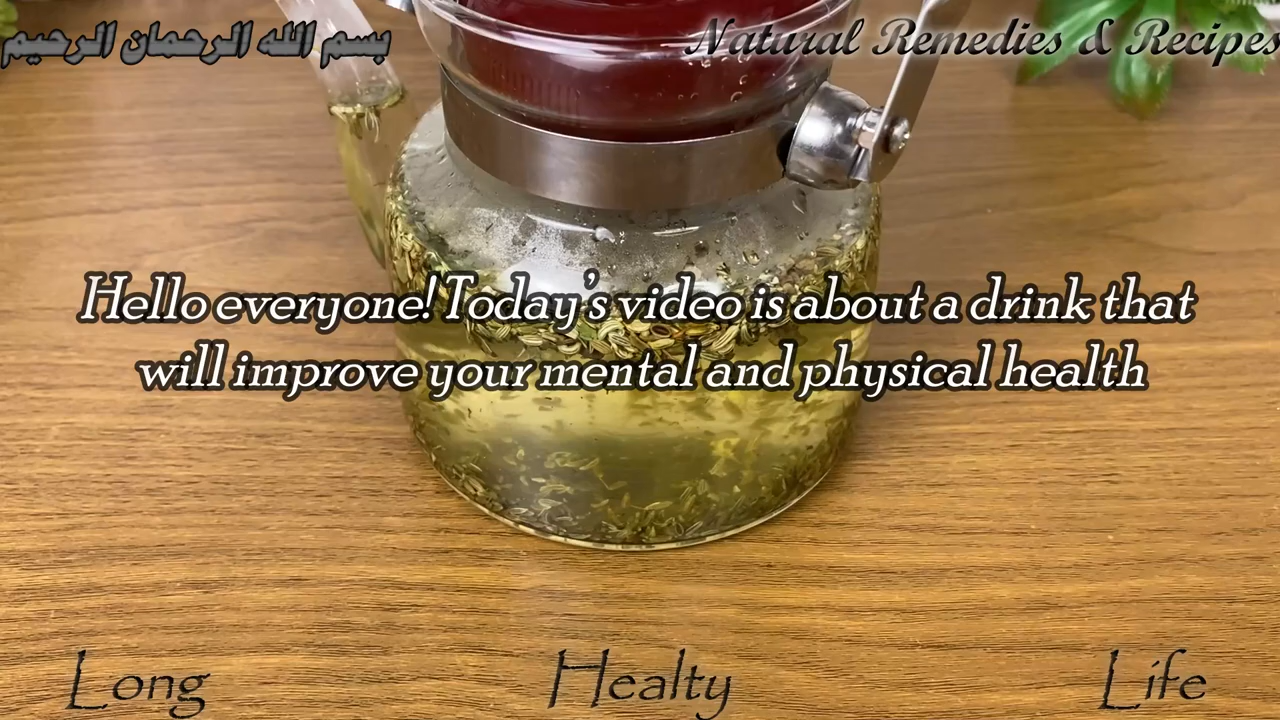 بسم الله الرحمان الرحيم
Natural Remedies & Recipes
Hello everyone! Today's video is about a drink that
will improve your mental and physical health
Long Healty Life